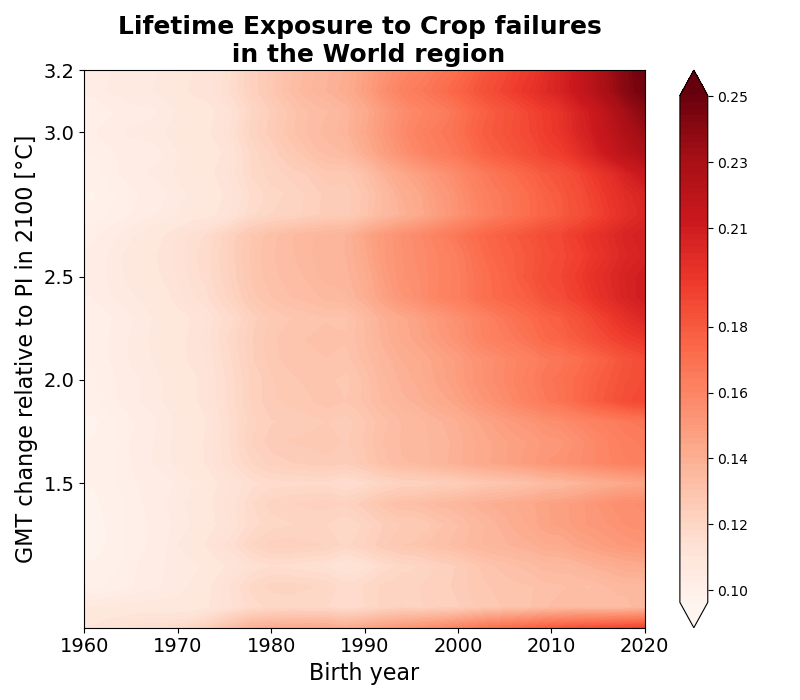 Lifetime Exposure to Crop failures
in the World region
GMT change relative to PI in 2100 [°C]
3.2
3.0
2.5
2.0
1.5
1960 1970 1980 1990 2000 2010 2020
Birth year
0.25
0.23
0.21
0.18
0.16
0.14
0.12
0.10